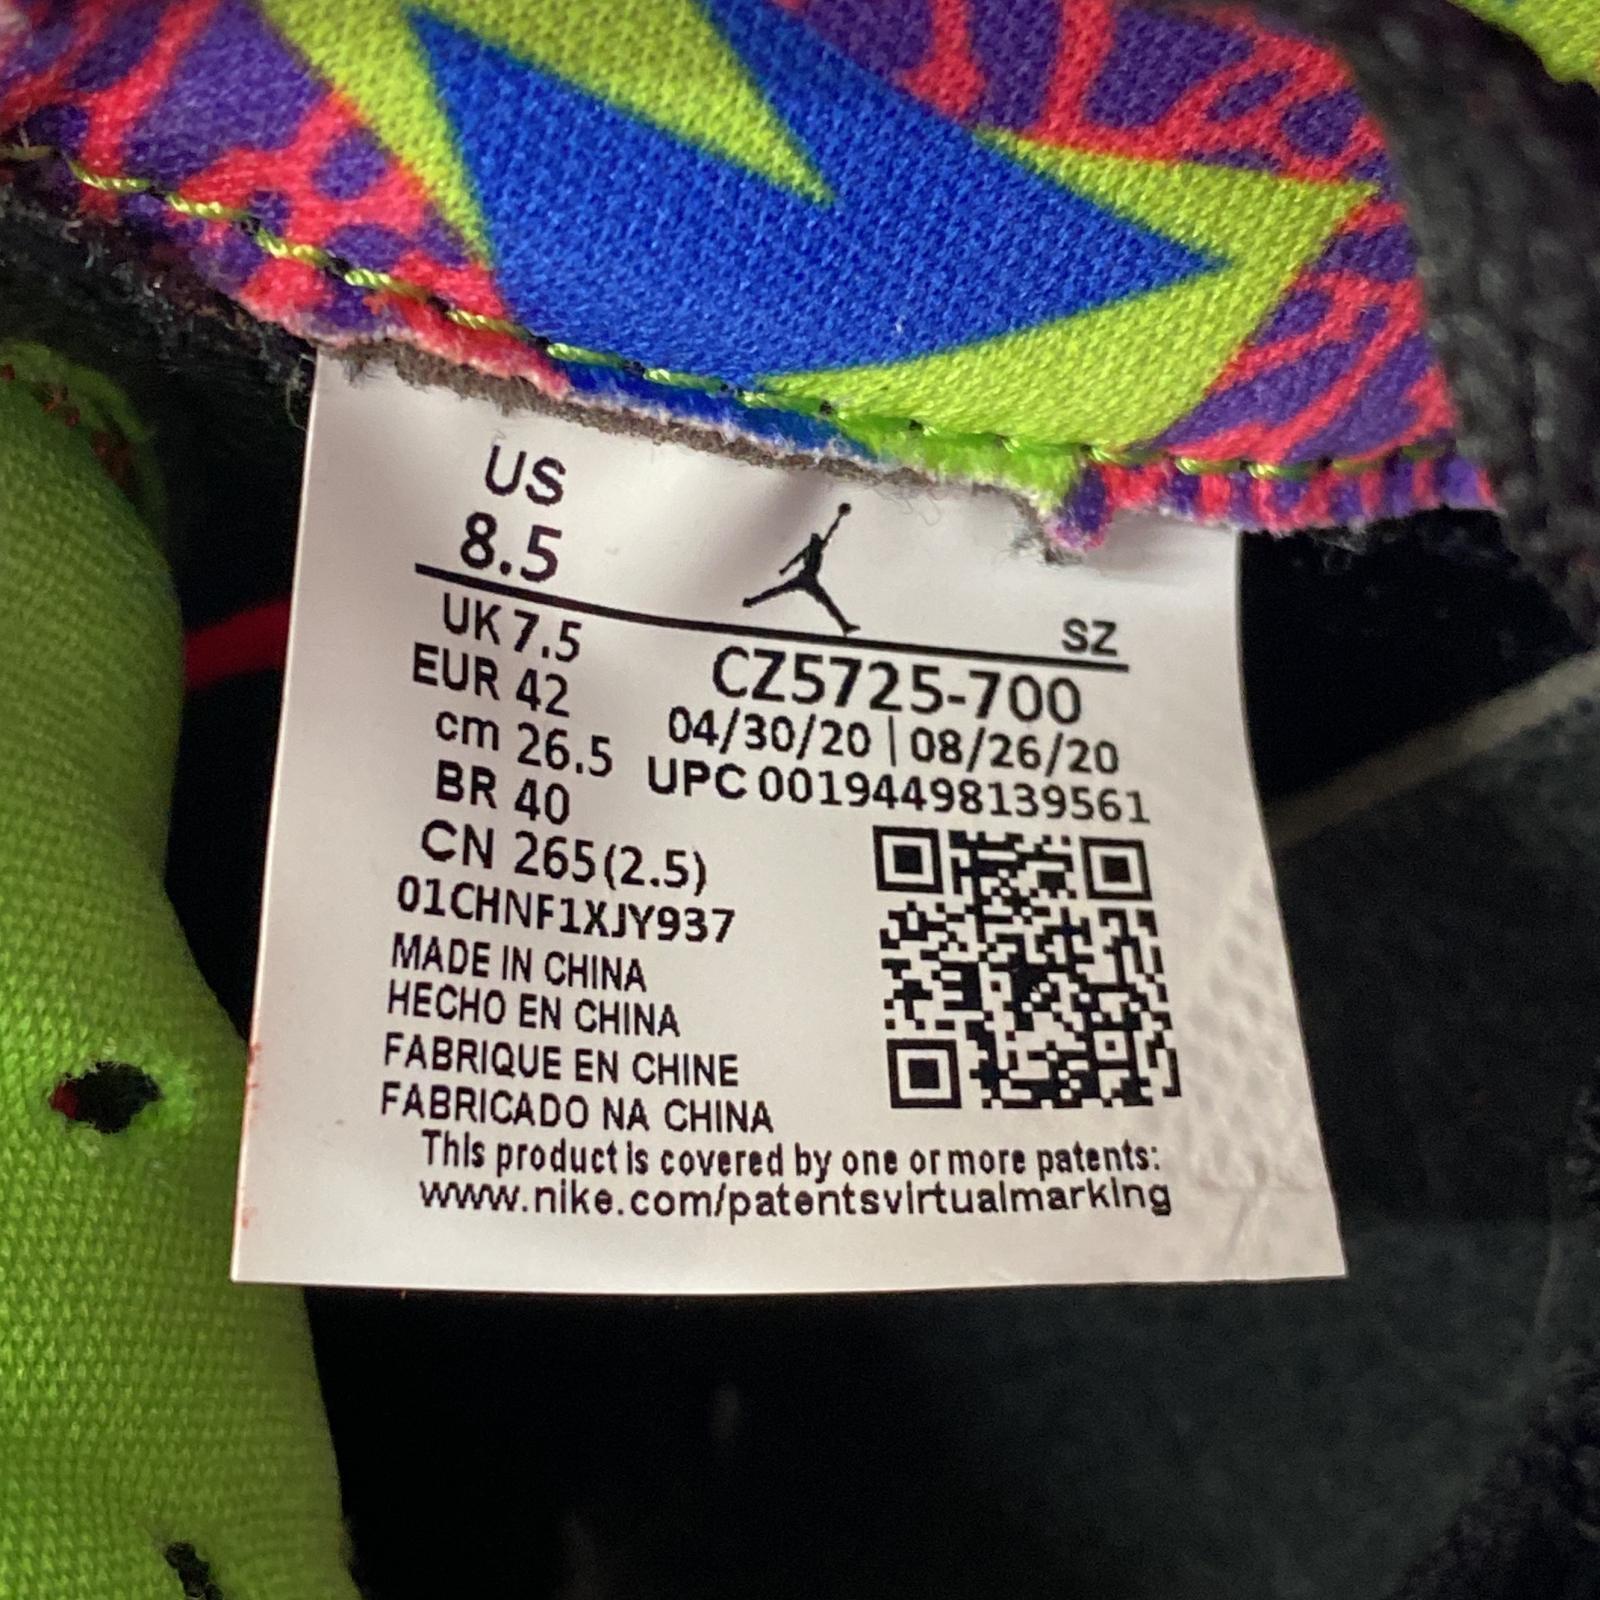 US
8.5
SZ
UK 7.5
EUR 42
cm 26.5
BR 40
CN 265(2.5)
01CHNF1XJY937
CZ5725-700
04/30/20 | 08/26/20
UPC 00194498139561
MADE IN CHINA
HECHO EN CHINA
FABRIQUE EN CHINE
FABRICADO NA CHINA
This product is covered by one or more patents:
www.nike.com/patentsvirtualmarking